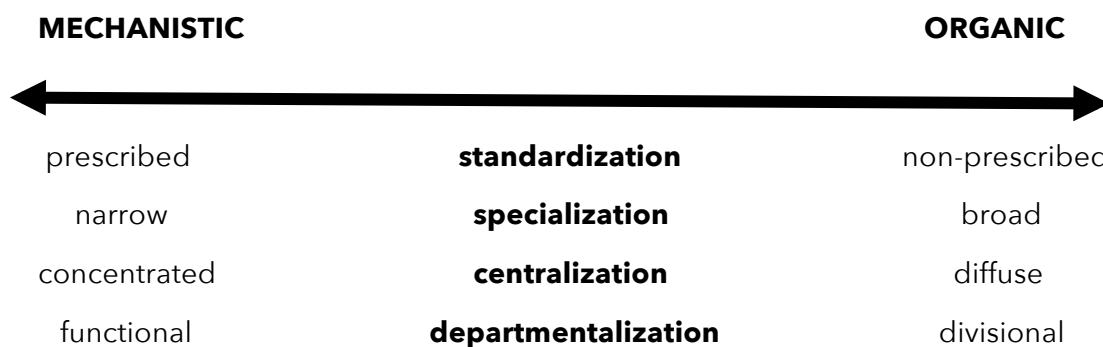 MECHANISTIC ORGANIC
prescribed standardization non-prescribed
narrow specialization broad
concentrated centralization diffuse
functional departmentalization divisional